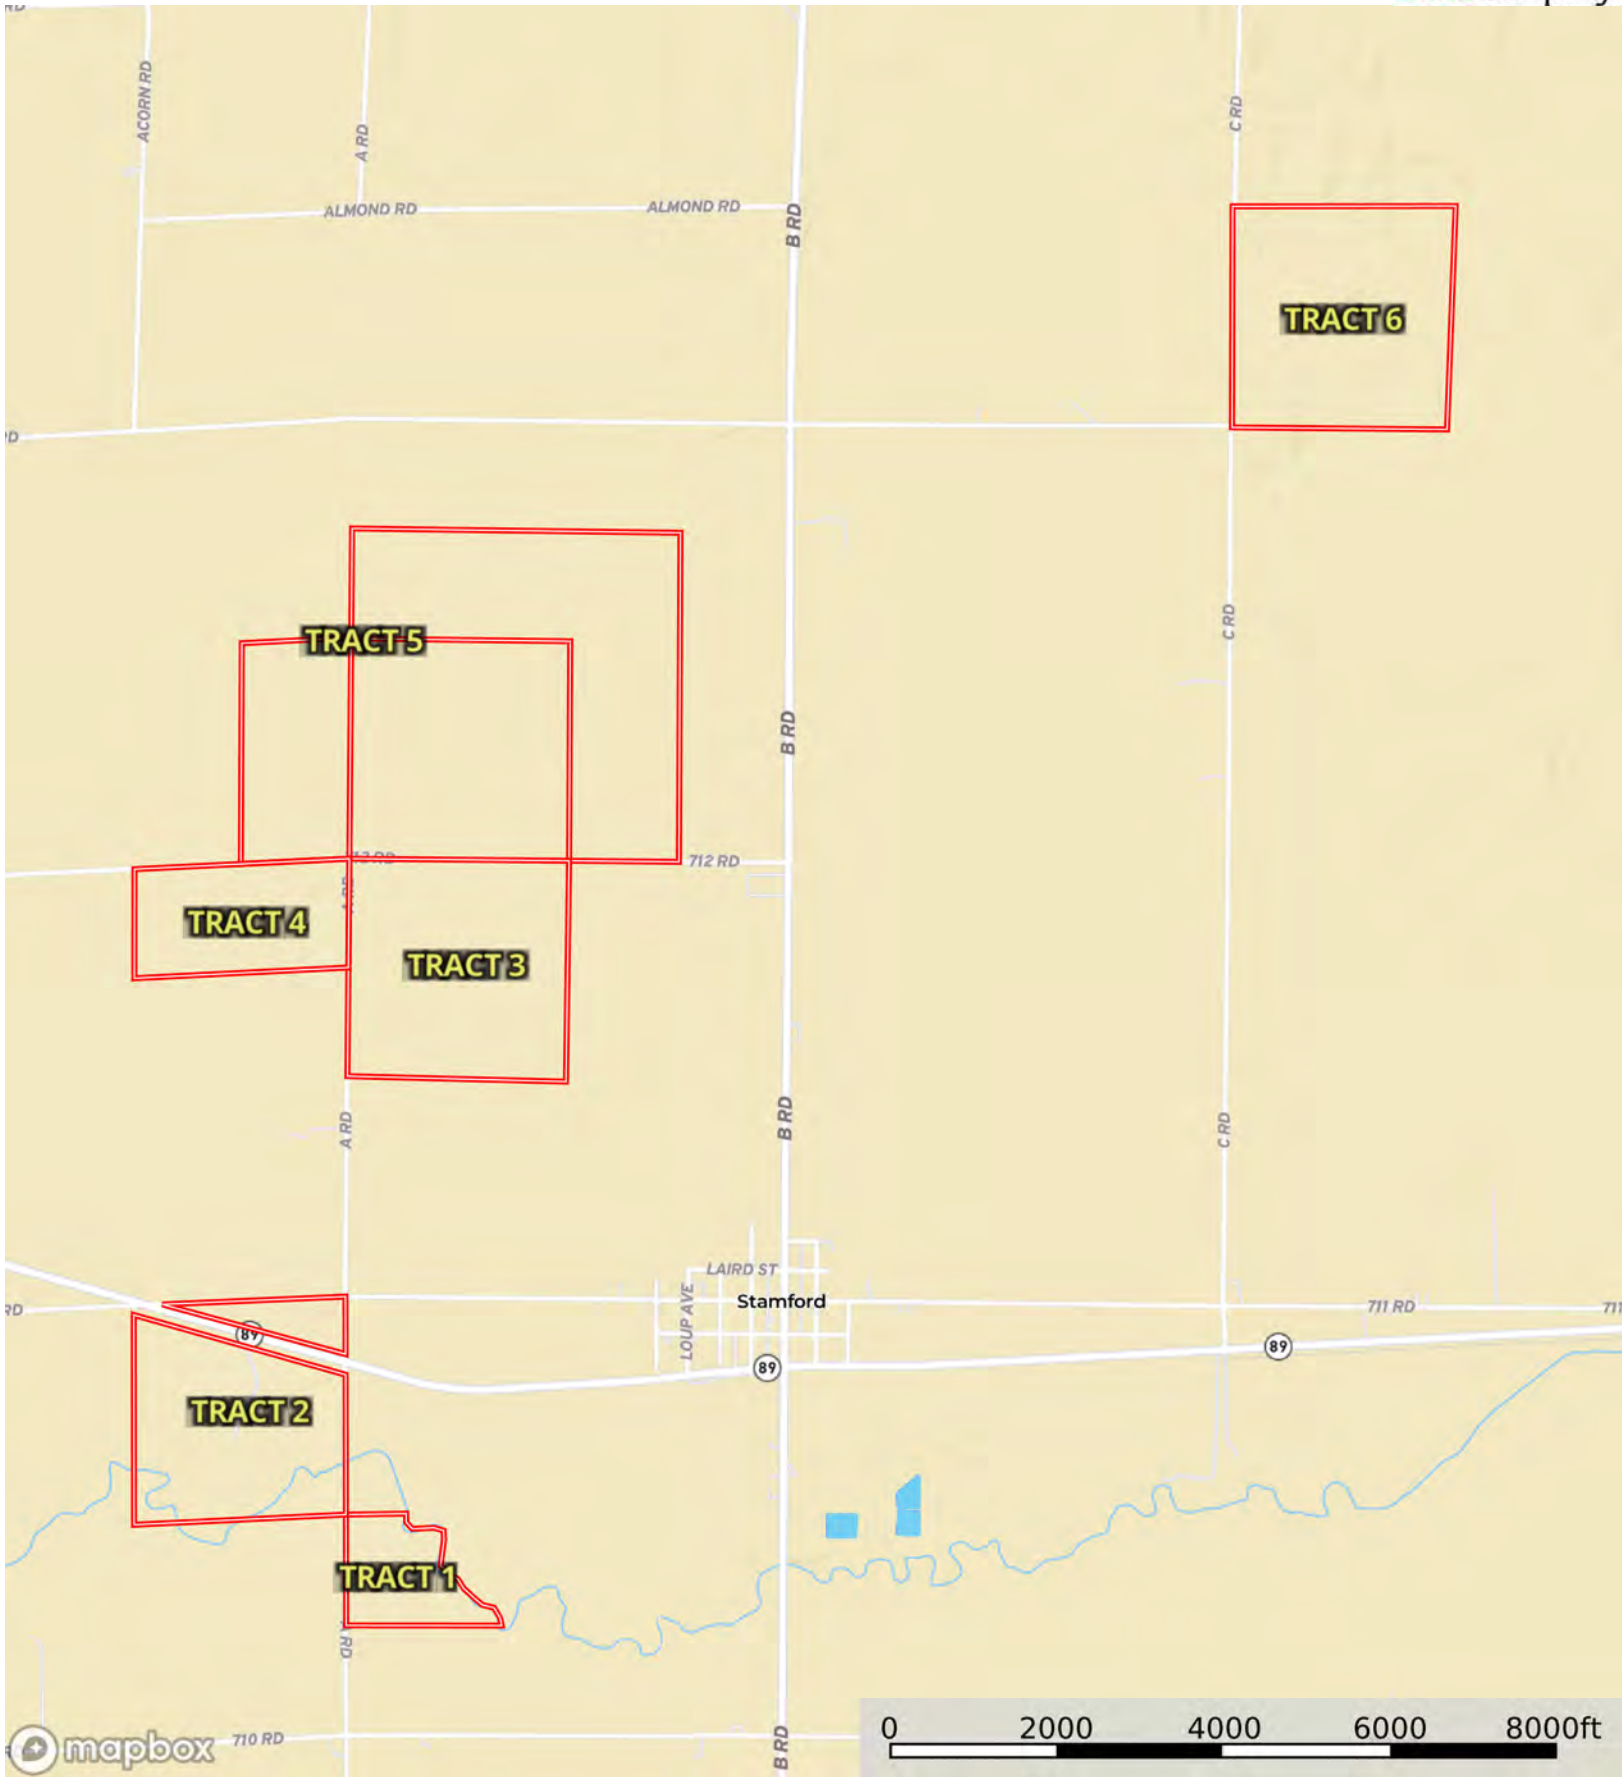 ACORN RD
A RD
C RD
ALMOND RD
ALMOND RD
B RD
TRACT 6
C RD
TRACT 5
B RD
712 RD
TRACT 4
TRACT 3
B RD
A RD
C RD
LAIRD ST
LOUP AVE
Stamford
711 RD
89
89
89
TRACT 2
TRACT 1
710 RD
B RD
mapbox
0 2000 4000 6000 8000ft